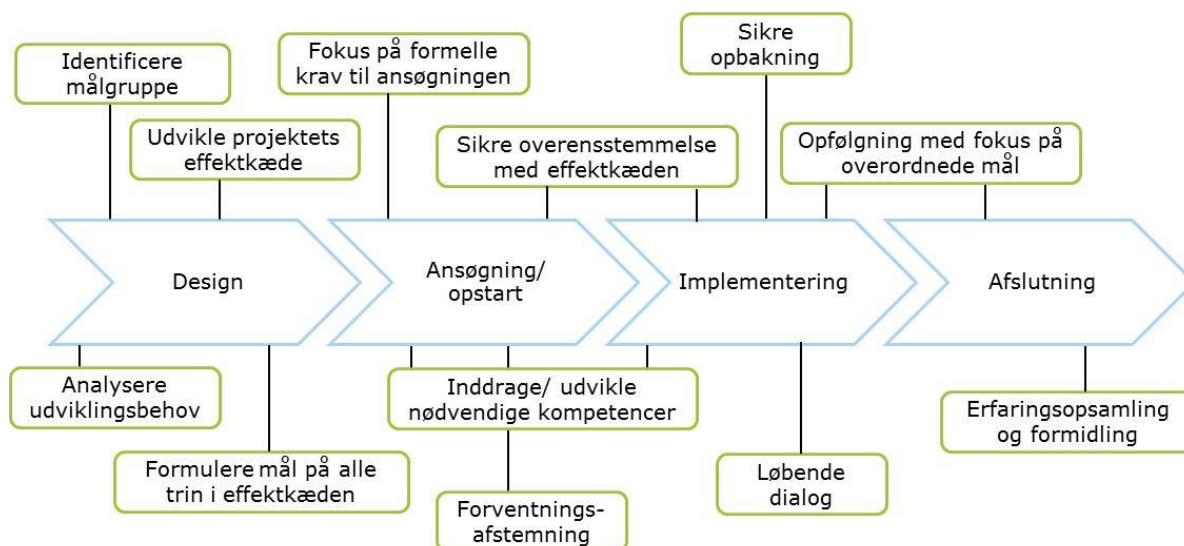 Sikre
opbakning
Fokus på formelle
krav til ansøgningen
Identificere
målgruppe
Udvikle projektets
effektkæde
Sikre overensstemmelse
med effektkæden
Opfølgning med fokus på
overordnede mål
Design
Ansøgning/
opstart
Implementering
Afslutning
Analysere
udviklingsbehov
Inddrage/ udvikle
nødvendige kompetencer
Erfaringsopsamling
og formidling
Formulere mål på alle
trin i effektkæden
Løbende
dialog
Forventnings-
afstemning